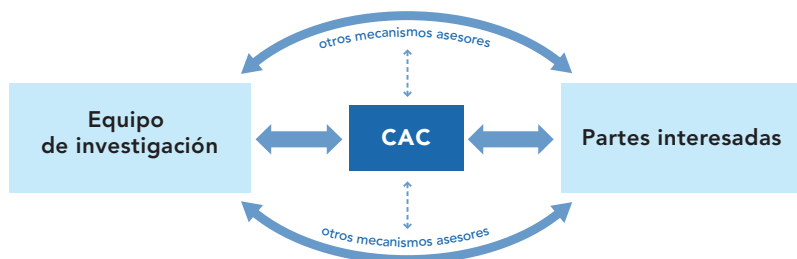 otros mecanismos asesores
Equipo
de investigación
CAC
Partes interesadas
otros mecanismos asesores